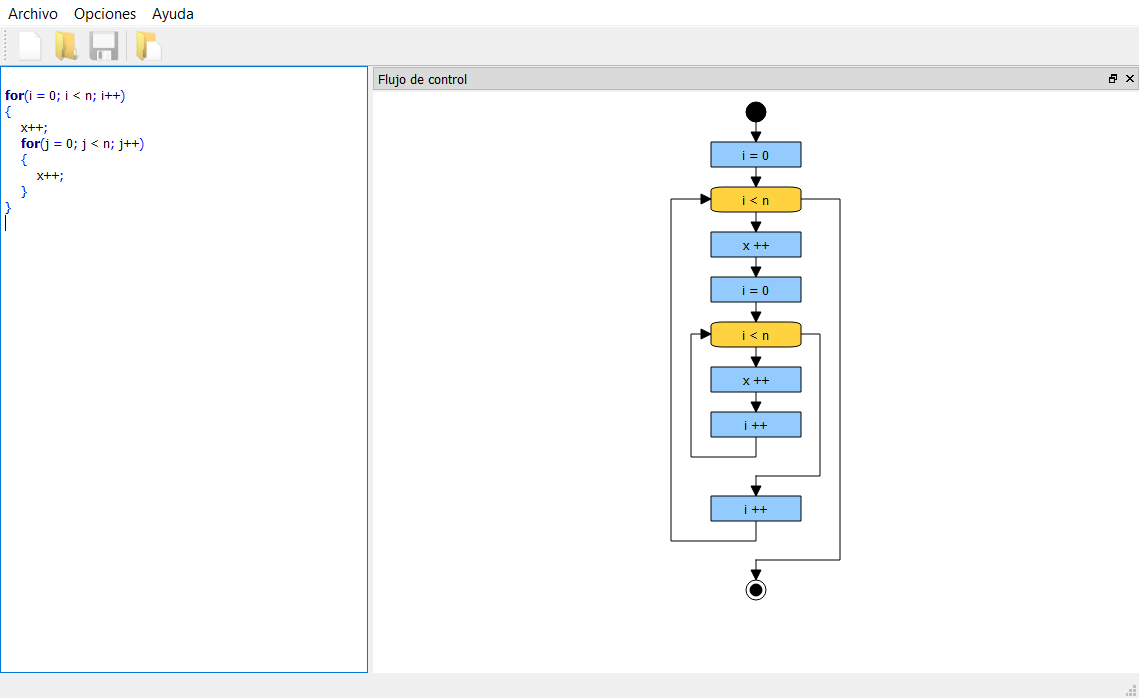 Archivo Opciones Ayuda
for(i = 0; i < n; i++)
{
x++;
for(j = 0; j < n; j++)
{
x++;
}
}
Flujo de control
i = 0
i < n
x ++
i = 0
i < n
x ++
i ++
i ++